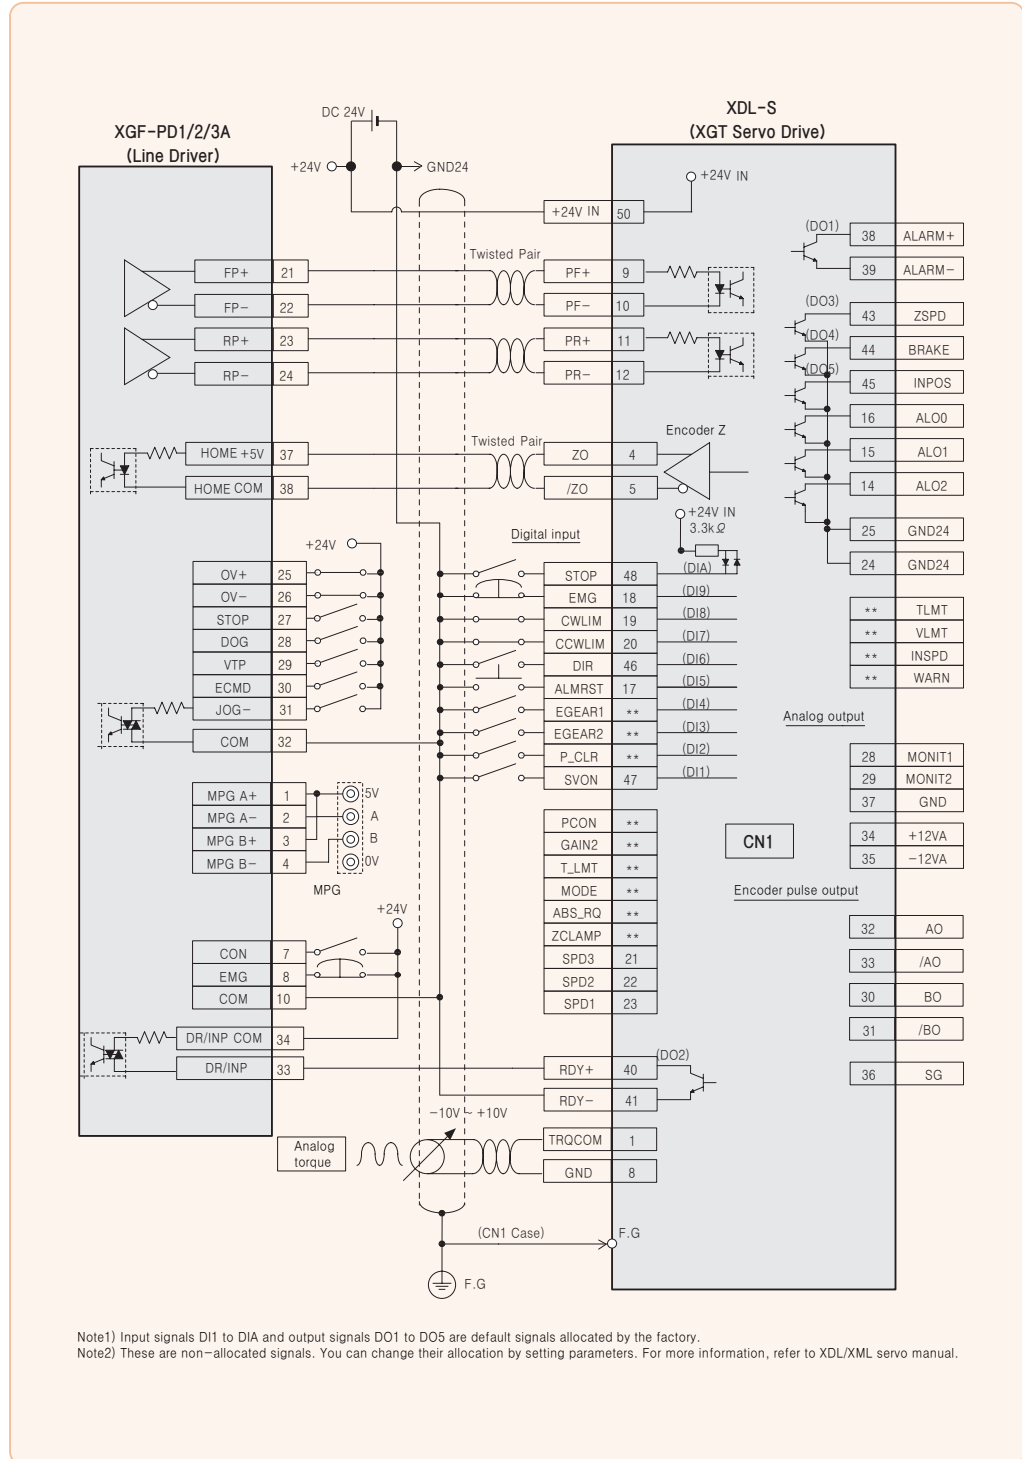 DC 24V
XDL-S
(XGT Servo Drive)
XGF-PD1/2/3A
(Line Driver)
+24V
GND24
+24V IN
+24V IN 50
(DO1)
38 ALARM+
39 ALARM-
Twisted Pair
FP+ 21
FP- 22
RP+ 23
RP- 24
PF+ 9
PF- 10
PR+ 11
PR- 12
(DO3)
(DO4)
(DO5)
43 ZSPD
44 BRAKE
45 INPOS
16 ALO0
15 ALO1
14 ALO2
25 GND24
24 GND24
HOME +5V 37
HOME COM 38
Twisted Pair
ZO 4
/ZO 5
Encoder Z
+24V IN
3.3kΩ
Digital input
+24V
OV+ 25
OV- 26
STOP 27
DOG 28
VTP 29
ECMD 30
JOG- 31
COM 32
STOP 48 (DIA)
EMG 18 (DI9)
CWLIM 19 (DI8)
CCWLIM 20 (DI7)
DIR 46 (DI6)
ALMRST 17 (DI5)
EGEAR1 ** (DI4)
EGEAR2 ** (DI3)
P_CLR ** (DI2)
SVON 47 (DI1)
** TLMT
** VLMT
** INSPD
** WARN
Analog output
28 MONIT1
29 MONIT2
37 GND
34 +12VA
35 -12VA
MPG A+ 1 5V
MPG A- 2 A
MPG B+ 3 B
MPG B- 4 0V
MPG
PCON **
GAIN2 **
T_LMT **
MODE **
ABS_RQ **
ZCLAMP **
SPD3 21
SPD2 22
SPD1 23
CN1
Encoder pulse output
32 AO
33 /AO
30 BO
31 /BO
36 SG
+24V
CON 7
EMG 8
COM 10
DR/INP COM 34
DR/INP 33
RDY+ 40 (DO2)
RDY- 41
-10V ~ +10V
Analog
torque
TRQCOM 1
GND 8
(CN1 Case)
F.G
F.G
Note1) Input signals DI1 to DIA and output signals DO1 to DO5 are default signals allocated by the factory.
Note2) These are non-allocated signals. You can change their allocation by setting parameters. For more information, refer to XDL/XML servo manual.